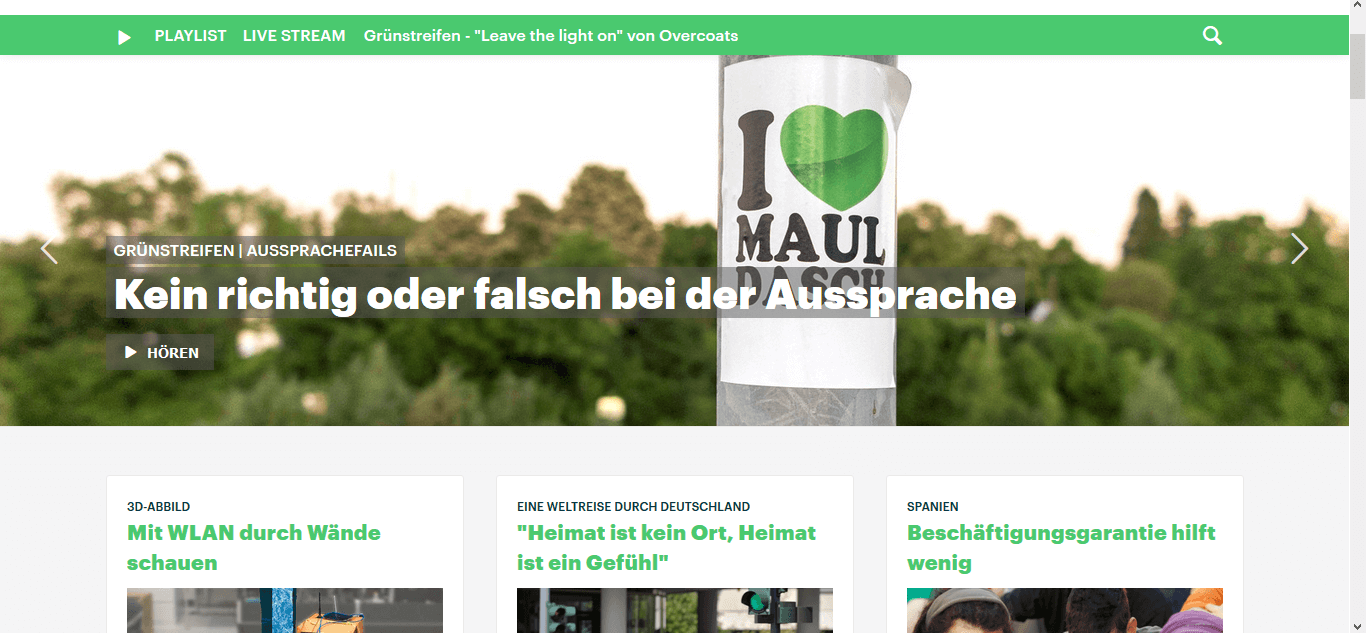 PLAYLIST LIVE STREAM Grünstreifen - "Leave the light on" von Overcoats
I
MAUL
DASCH
GRÜNSTREIFEN | AUSSPRACHEFAILS
Kein richtig oder falsch bei der Aussprache
HÖREN
3D-ABBILD
Mit WLAN durch Wände
schauen
EINE WELTREISE DURCH DEUTSCHLAND
"Heimat ist kein Ort, Heimat
ist ein Gefühl"
SPANIEN
Beschäftigungsgarantie hilft
wenig